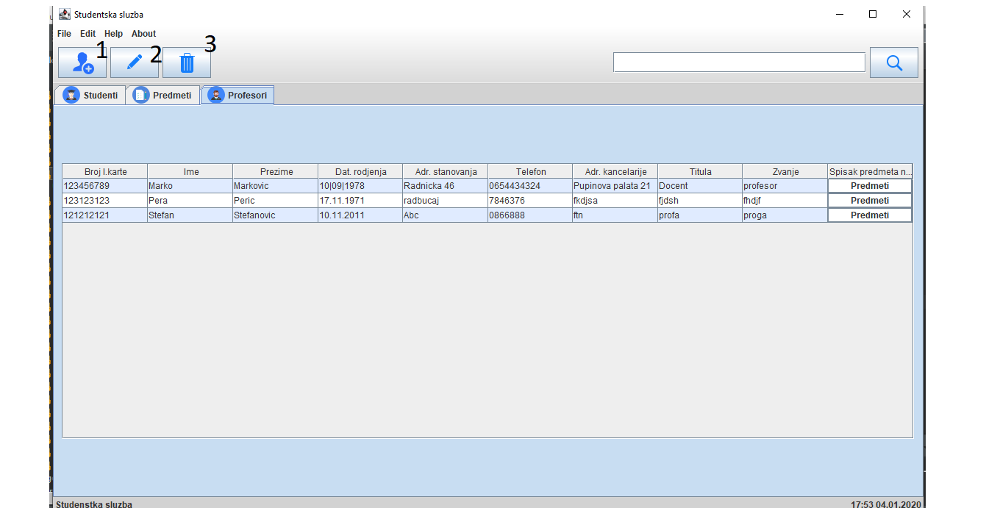 Studentska sluzba
File Edit Help About
1 2 3
Studenti Predmeti Profesori
Broj l.karte Ime Prezime Dat. rodjenja Adr. stanovanja Telefon Adr. kancelarije Titula Zvanje Spisak predmeta n...
123456789 Marko Markovic 10|09|1978 Radnicka 46 0654434324 Pupinova palata 21 Docent profesor Predmeti
123123123 Pera Peric 17.11.1971 radbucaj 7846376 fkdjsa fjdsh fhdjf Predmeti
121212121 Stefan Stefanovic 10.11.2011 Abc 0866888 ftn profa proga Predmeti
Studenstka sluzba 17:53 04.01.2020